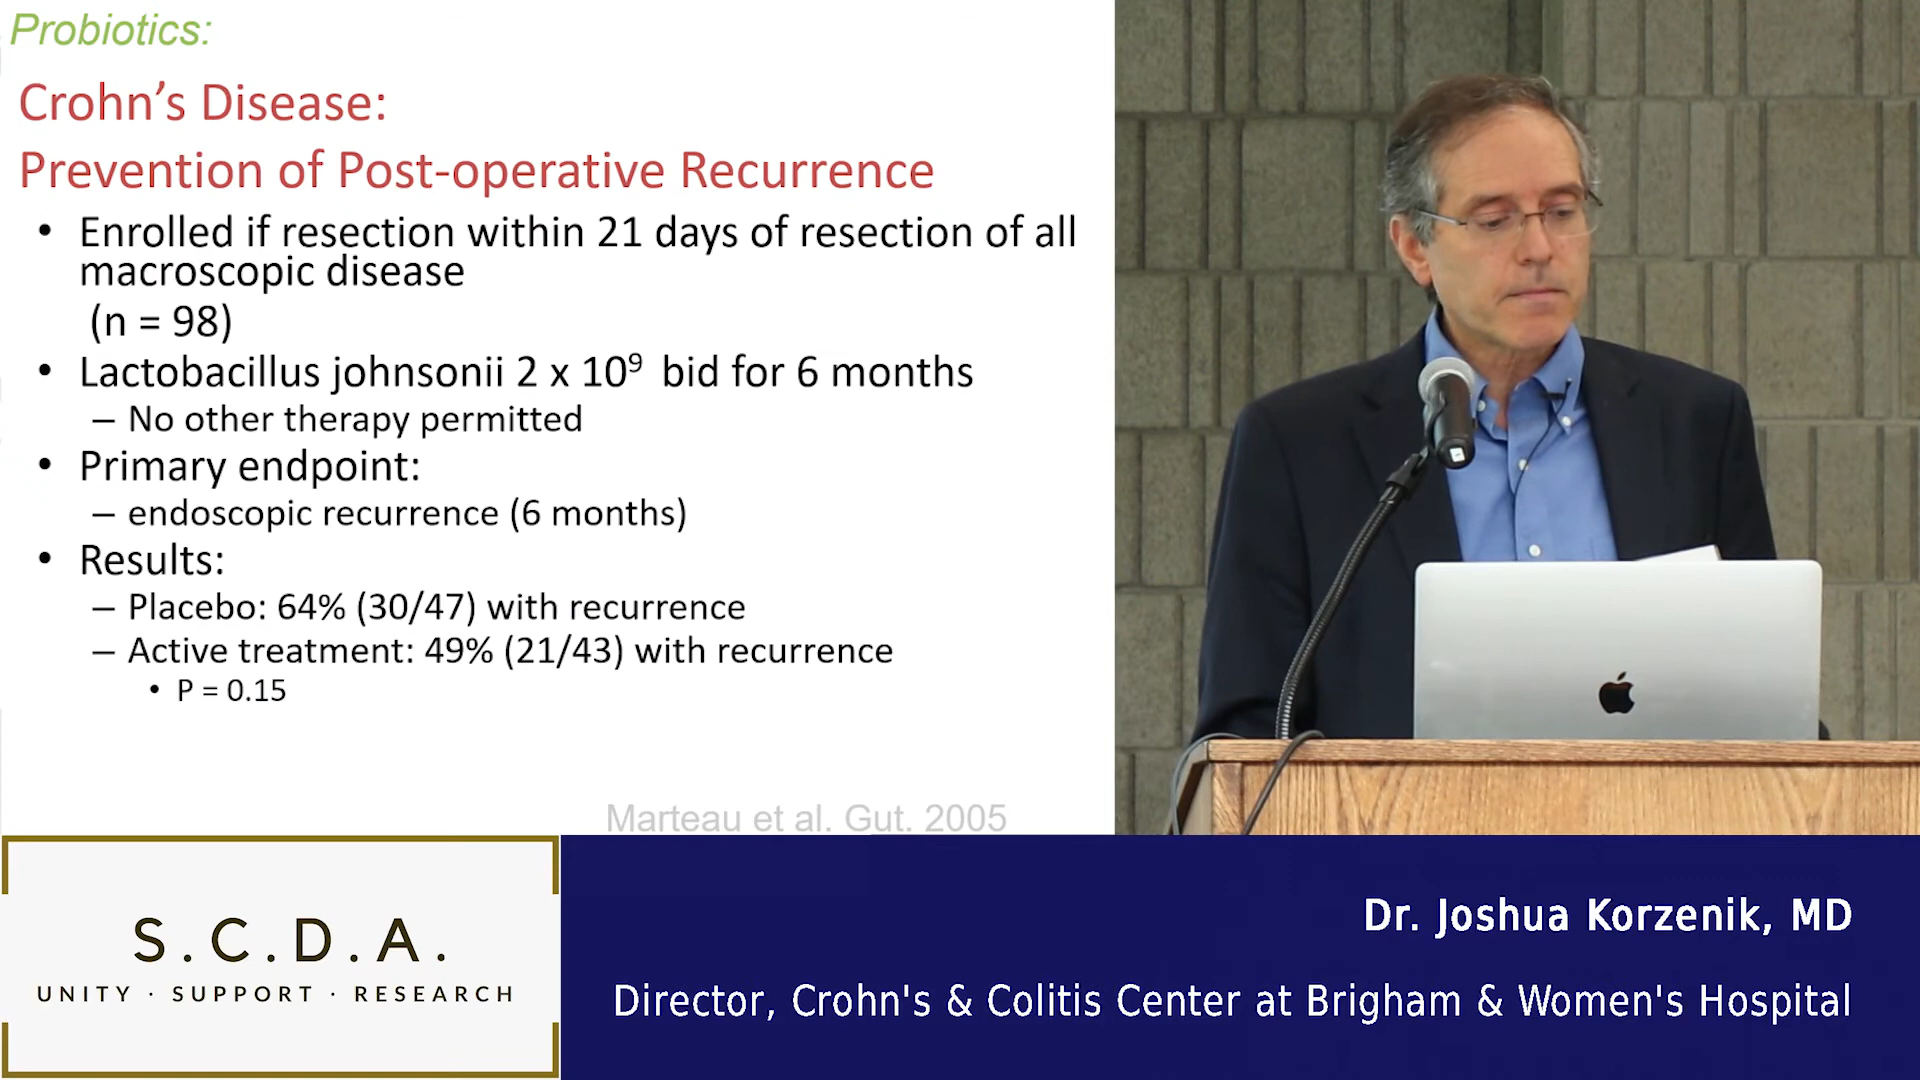 Probiotics:
Crohn’s Disease:
Prevention of Post-operative Recurrence
• Enrolled if resection within 21 days of resection of all
macroscopic disease
(n = 98)
• Lactobacillus johnsonii 2 x 10⁹ bid for 6 months
– No other therapy permitted
• Primary endpoint:
– endoscopic recurrence (6 months)
• Results:
– Placebo: 64% (30/47) with recurrence
– Active treatment: 49% (21/43) with recurrence
• P = 0.15
Marteau et al. Gut. 2005
S.C.D.A.
UNITY · SUPPORT · RESEARCH
Dr. Joshua Korzenik, MD
Director, Crohn's & Colitis Center at Brigham & Women's Hospital